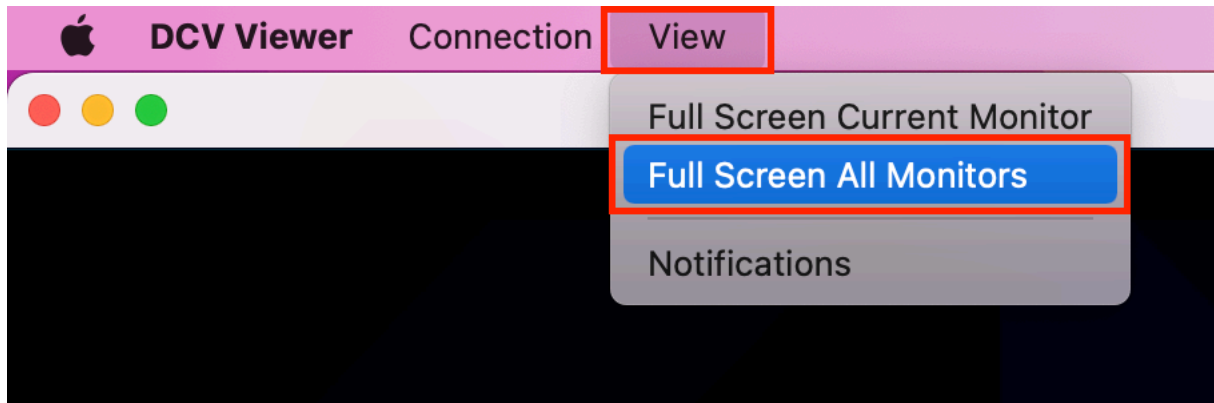 DCV Viewer Connection View
Full Screen Current Monitor
Full Screen All Monitors
Notifications